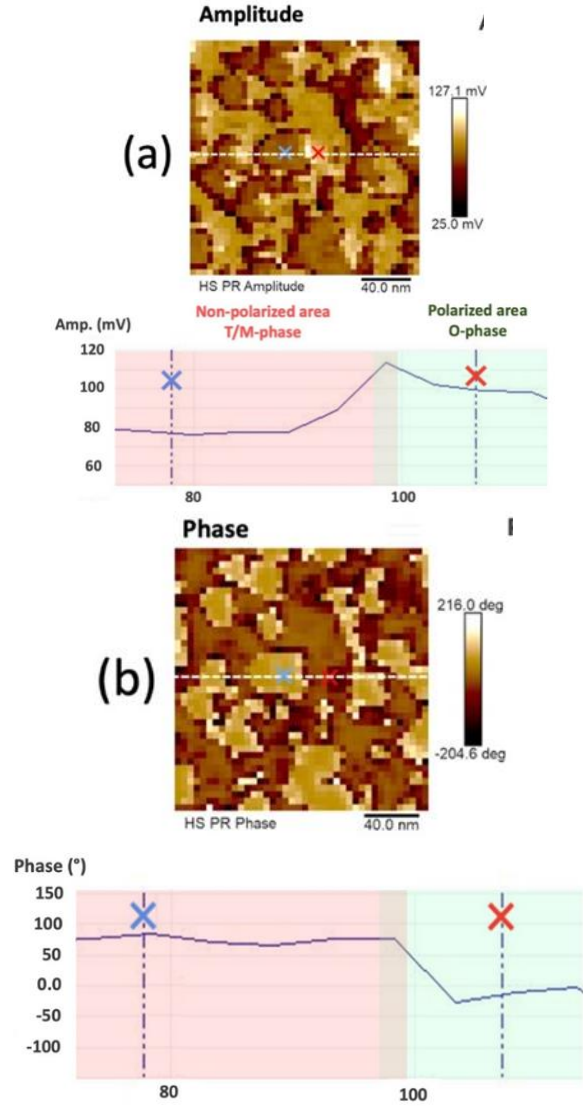 Amplitude
(a)
127.1 mV
25.0 mV
HS PR Amplitude
40.0 nm
Amp. (mV)
Non-polarized area
T/M-phase
Polarized area
O-phase
120
100
80
60
80
100
Phase
(b)
216.0 deg
-204.6 deg
HS PR Phase
40.0 nm
Phase (°)
150
100
50
0.0
-50
-100
80
100